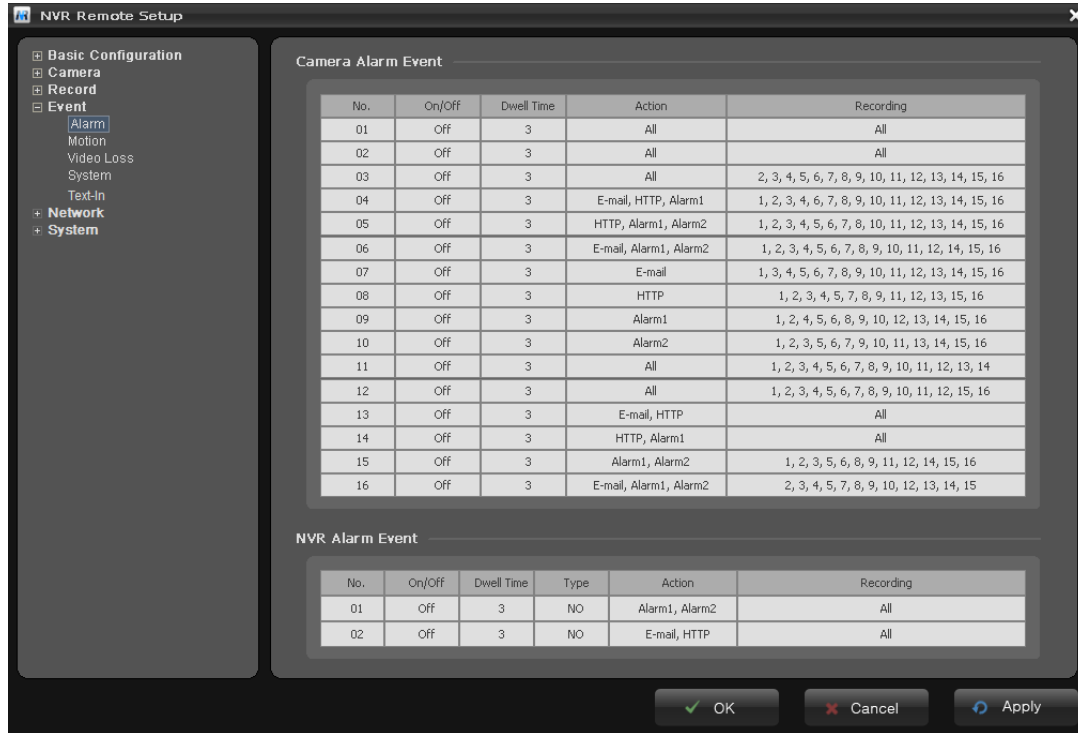 NVR Remote Setup
Basic Configuration
Camera
Record
Event
Alarm
Motion
Video Loss
System
Text-In
Network
System
Camera Alarm Event
No. On/Off Dwell Time Action Recording
01 Off 3 All All
02 Off 3 All All
03 Off 3 All 2, 3, 4, 5, 6, 7, 8, 9, 10, 11, 12, 13, 14, 15, 16
04 Off 3 E-mail, HTTP, Alarm1 1, 2, 3, 4, 6, 7, 8, 9, 10, 11, 12, 13, 14, 15, 16
05 Off 3 HTTP, Alarm1, Alarm2 1, 2, 3, 4, 5, 6, 7, 8, 10, 11, 12, 13, 14, 15, 16
06 Off 3 E-mail, Alarm1, Alarm2 1, 2, 3, 4, 5, 6, 7, 8, 9, 10, 11, 12, 14, 15, 16
07 Off 3 E-mail 1, 3, 4, 5, 6, 7, 8, 9, 10, 11, 12, 13, 14, 15, 16
08 Off 3 HTTP 1, 2, 3, 4, 5, 7, 8, 9, 11, 12, 13, 15, 16
09 Off 3 Alarm1 1, 2, 4, 5, 6, 8, 9, 10, 12, 13, 14, 15, 16
10 Off 3 Alarm2 1, 2, 3, 5, 6, 7, 9, 10, 11, 13, 14, 15, 16
11 Off 3 All 1, 2, 3, 4, 5, 6, 7, 8, 9, 10, 11, 12, 13, 14
12 Off 3 All 1, 2, 3, 4, 5, 6, 7, 8, 9, 10, 11, 12, 15, 16
13 Off 3 E-mail, HTTP All
14 Off 3 HTTP, Alarm1 All
15 Off 3 Alarm1, Alarm2 1, 2, 3, 5, 6, 8, 9, 11, 12, 14, 15, 16
16 Off 3 E-mail, Alarm1, Alarm2 2, 3, 4, 5, 7, 8, 9, 10, 12, 13, 14, 15
NVR Alarm Event
No. On/Off Dwell Time Type Action Recording
01 Off 3 NO Alarm1, Alarm2 All
02 Off 3 NO E-mail, HTTP All
OK Cancel Apply